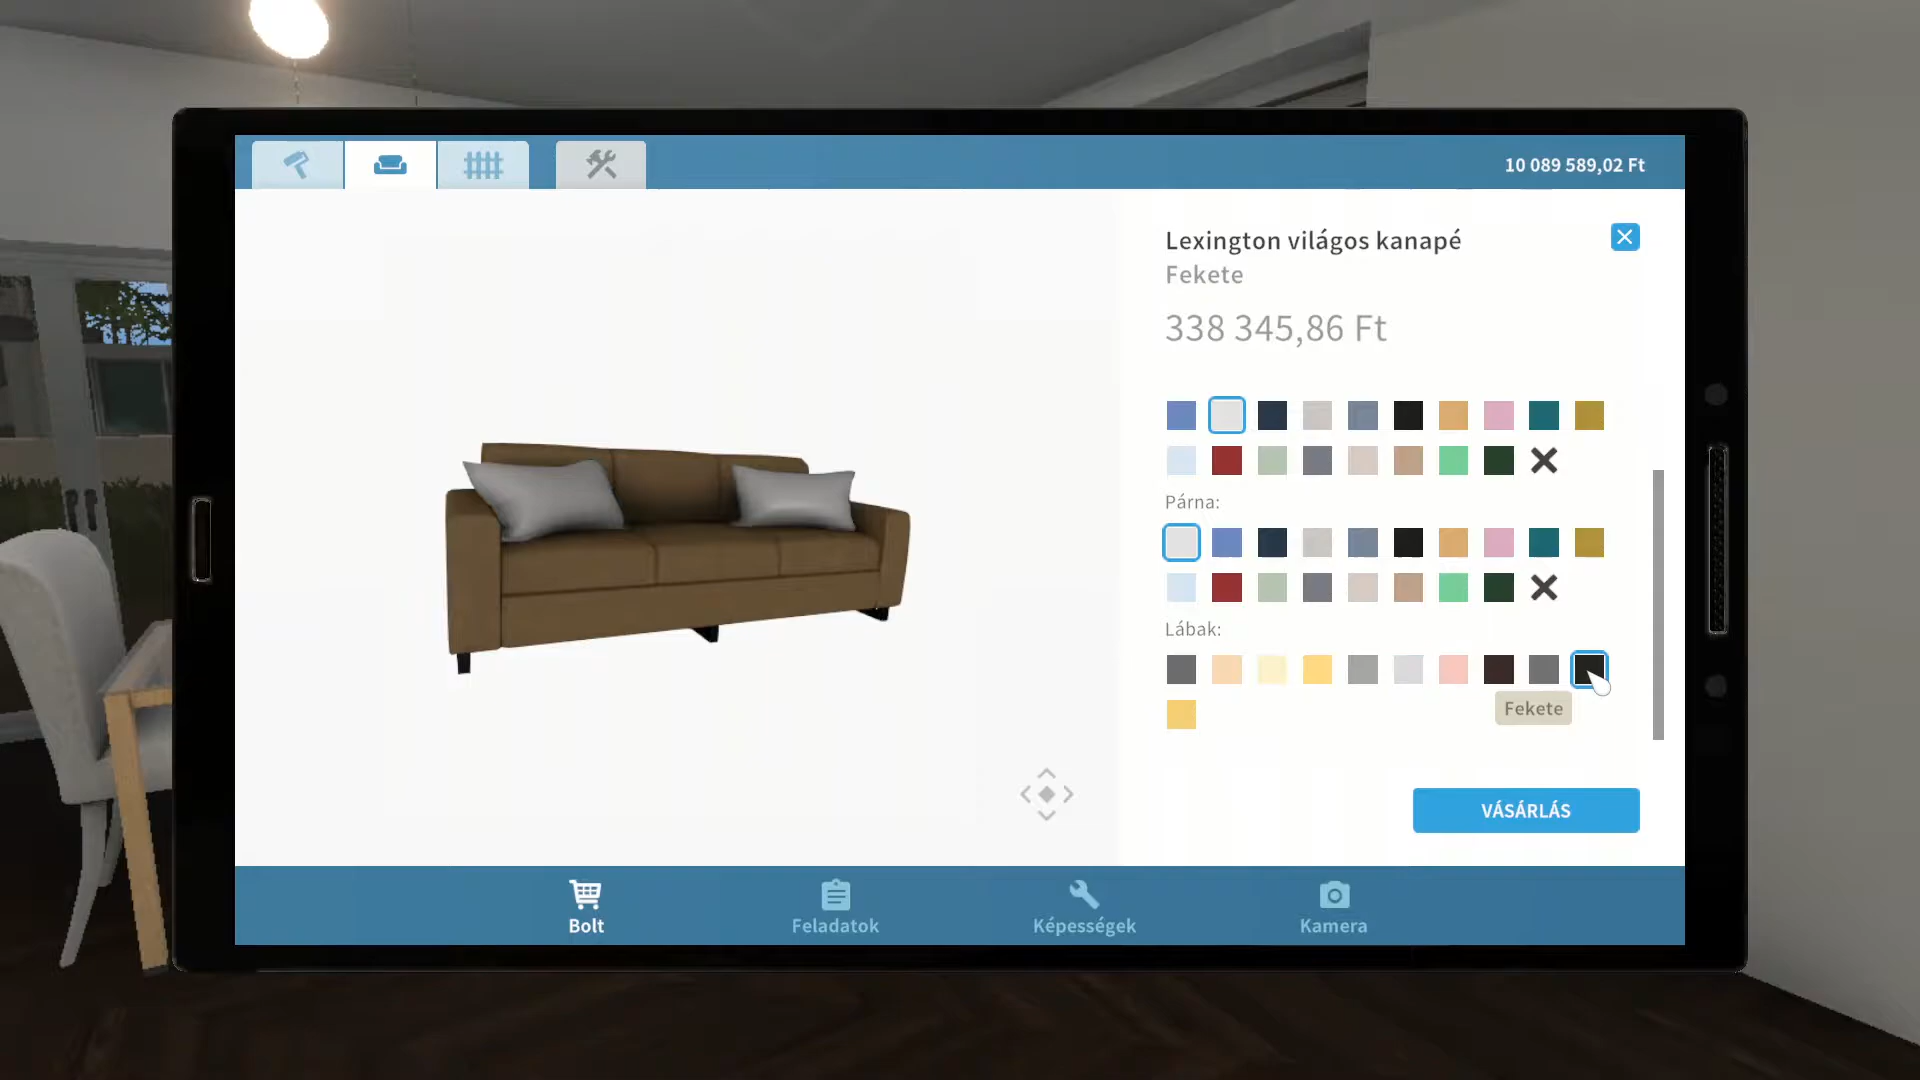 10 089 589,02 Ft
Lexington világos kanapé
Fekete
338 345,86 Ft
Párna:
Lábak:
Fekete
VÁSÁRLÁS
Bolt
Feladatok
Képességek
Kamera